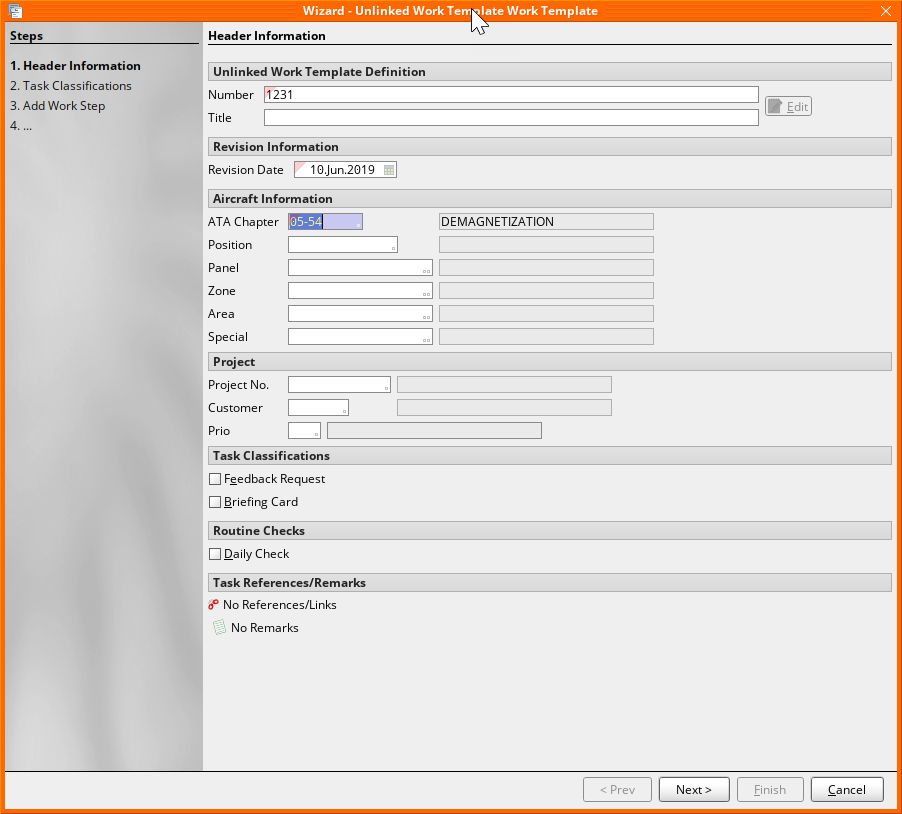 Wizard - Unlinked Work Template Work Template
Steps
1. Header Information
2. Task Classifications
3. Add Work Step
4. ...
Header Information
Unlinked Work Template Definition
Number 1231
Title
Edit
Revision Information
Revision Date 10.Jun.2019
Aircraft Information
ATA Chapter 05-54 DEMAGNETIZATION
Position
Panel
Zone
Area
Special
Project
Project No.
Customer
Prio
Task Classifications
Feedback Request
Briefing Card
Routine Checks
Daily Check
Task References/Remarks
No References/Links
No Remarks
< Prev Next > Finish Cancel